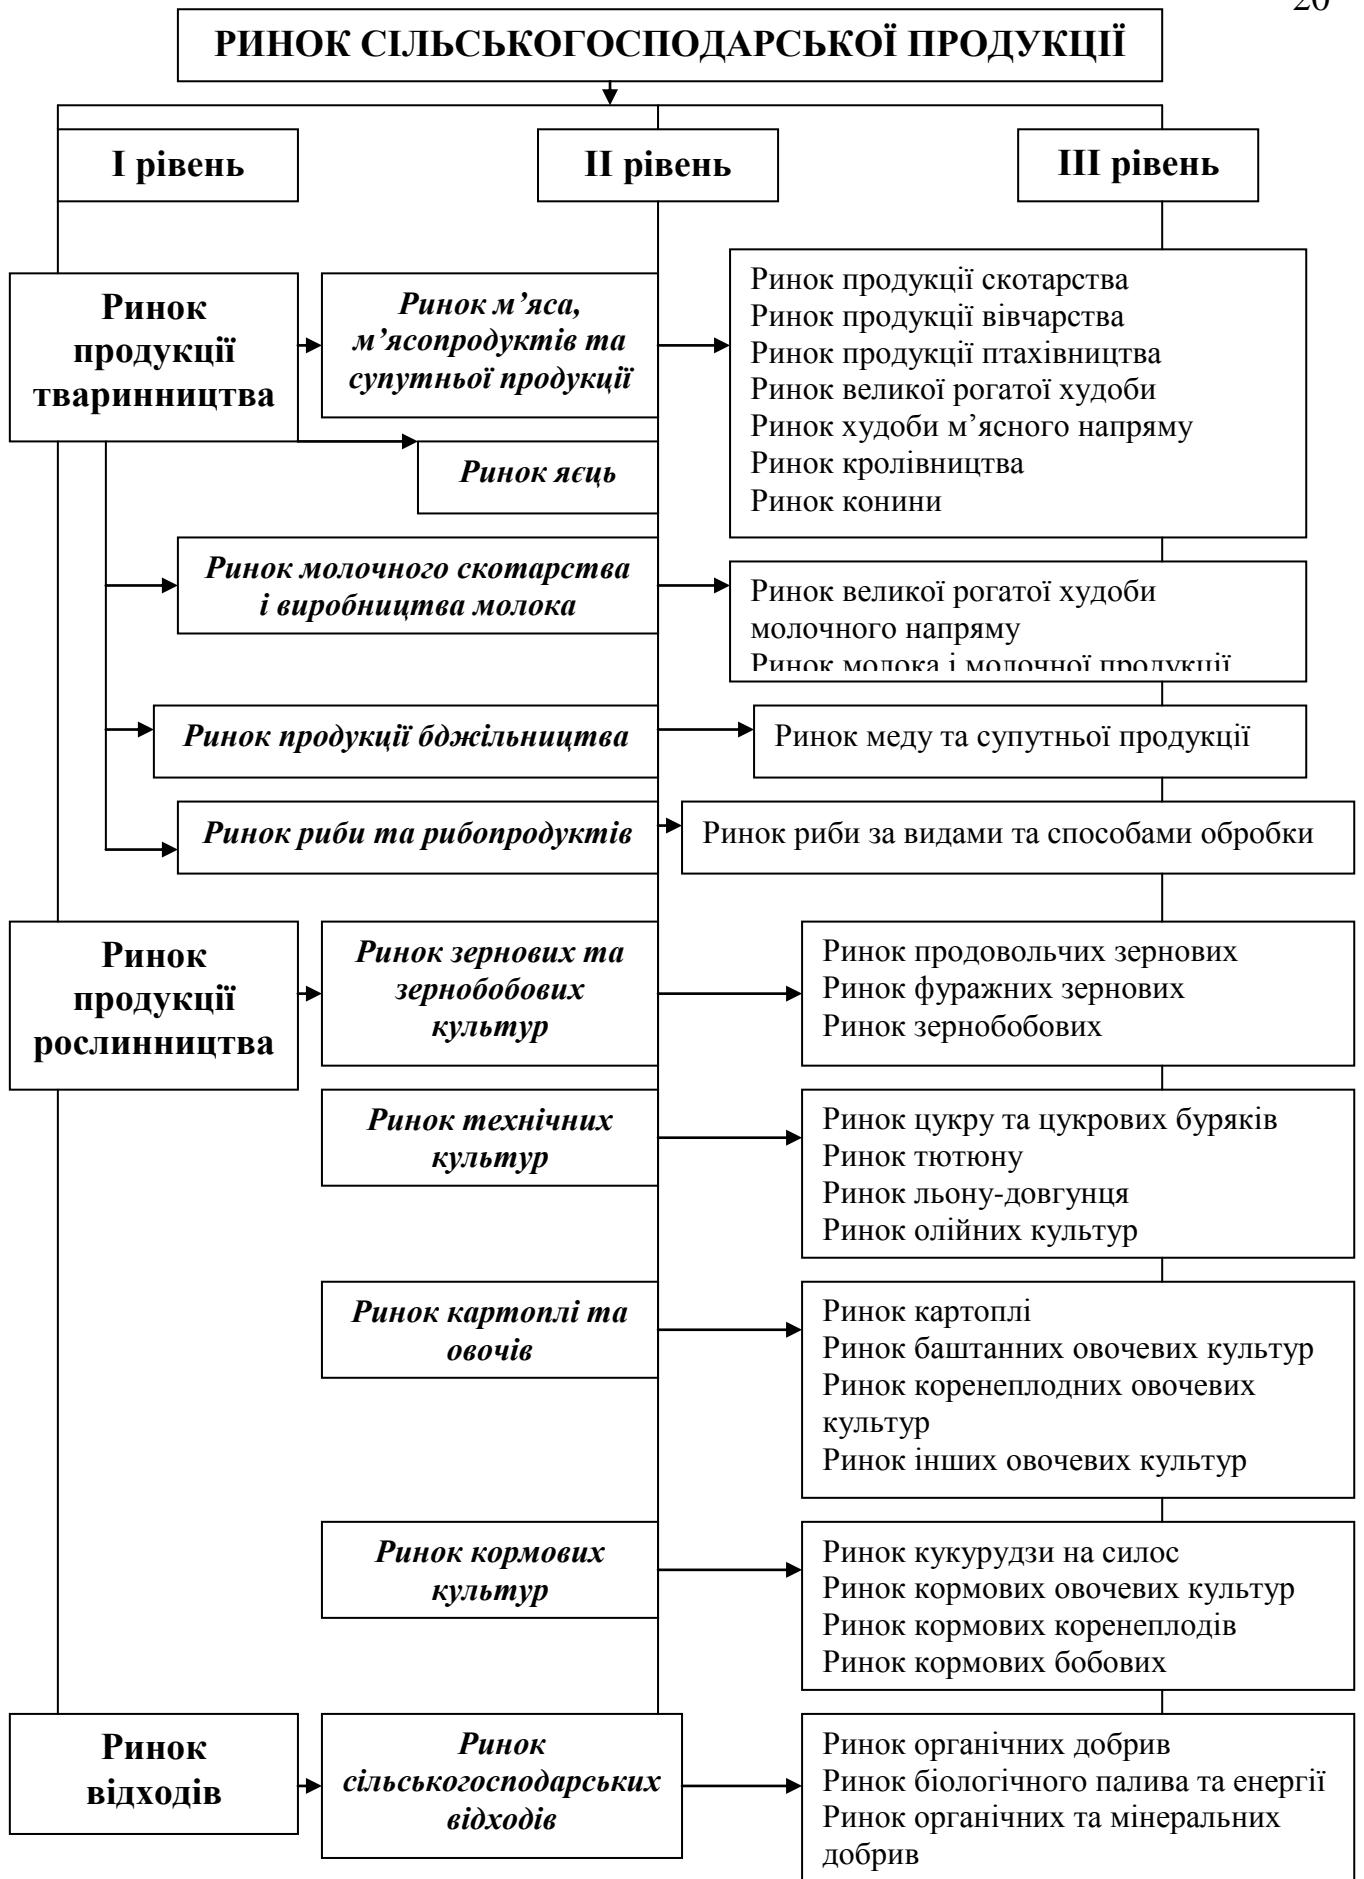 20
РИНОК СІЛЬСЬКОГОСПОДАРСЬКОЇ ПРОДУКЦІЇ
І рівень
ІІ рівень
ІІІ рівень
Ринок
продукції
тваринництва
Ринок м’яса,
м’ясопродуктів та
супутньої продукції
Ринок продукції скотарства
Ринок продукції вівчарства
Ринок продукції птахівництва
Ринок великої рогатої худоби
Ринок худоби м’ясного напряму
Ринок кролівництва
Ринок конини
Ринок яєць
Ринок молочного скотарства
і виробництва молока
Ринок великої рогатої худоби
молочного напряму
Ринок молока і молочної продукції
Ринок продукції бджільництва
Ринок меду та супутньої продукції
Ринок риби та рибопродуктів
Ринок риби за видами та способами обробки
Ринок
продукції
рослинництва
Ринок зернових та
зернобобових
культур
Ринок продовольчих зернових
Ринок фуражних зернових
Ринок зернобобових
Ринок технічних
культур
Ринок цукру та цукрових буряків
Ринок тютюну
Ринок льону-довгунця
Ринок олійних культур
Ринок картоплі та
овочів
Ринок картоплі
Ринок баштанних овочевих культур
Ринок коренеплодних овочевих
культур
Ринок інших овочевих культур
Ринок кормових
культур
Ринок кукурудзи на силос
Ринок кормових овочевих культур
Ринок кормових коренеплодів
Ринок кормових бобових
Ринок
відходів
Ринок
сільськогосподарських
відходів
Ринок органічних добрив
Ринок біологічного палива та енергії
Ринок органічних та мінеральних
добрив